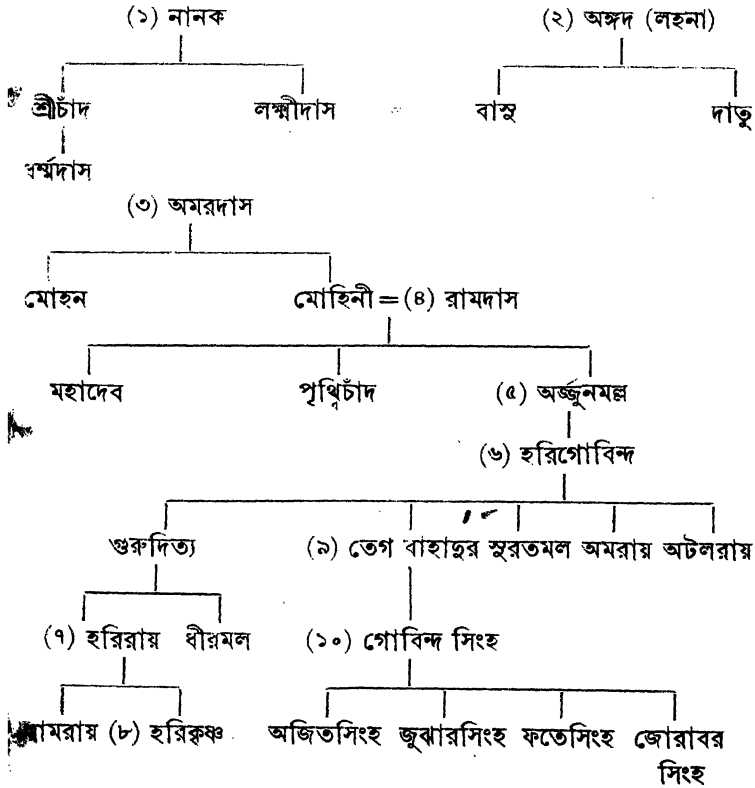 (১) নানক (২) অঙ্গদ (লহনা)
শ্রীচাঁদ লক্ষ্মীদাস বাসু দাতু
ধর্ম্মদাস
(৩) অমরদাস
মোহন মোহিনী = (৪) রামদাস
মহাদেব পৃথ্বিচাঁদ (৫) অর্জ্জুনমল্ল
(৬) হরিগোবিন্দ
গুরুদিত্য (৯) তেগ বাহাদুর সুরতমল অমরায় অটলরায়
(৭) হরিরায় ধীরমল (১০) গোবিন্দ সিংহ
রামরায় (৮) হরিকৃষ্ণ অজিতসিংহ জুঝারসিংহ ফতেসিংহ জোরাবর
সিংহ